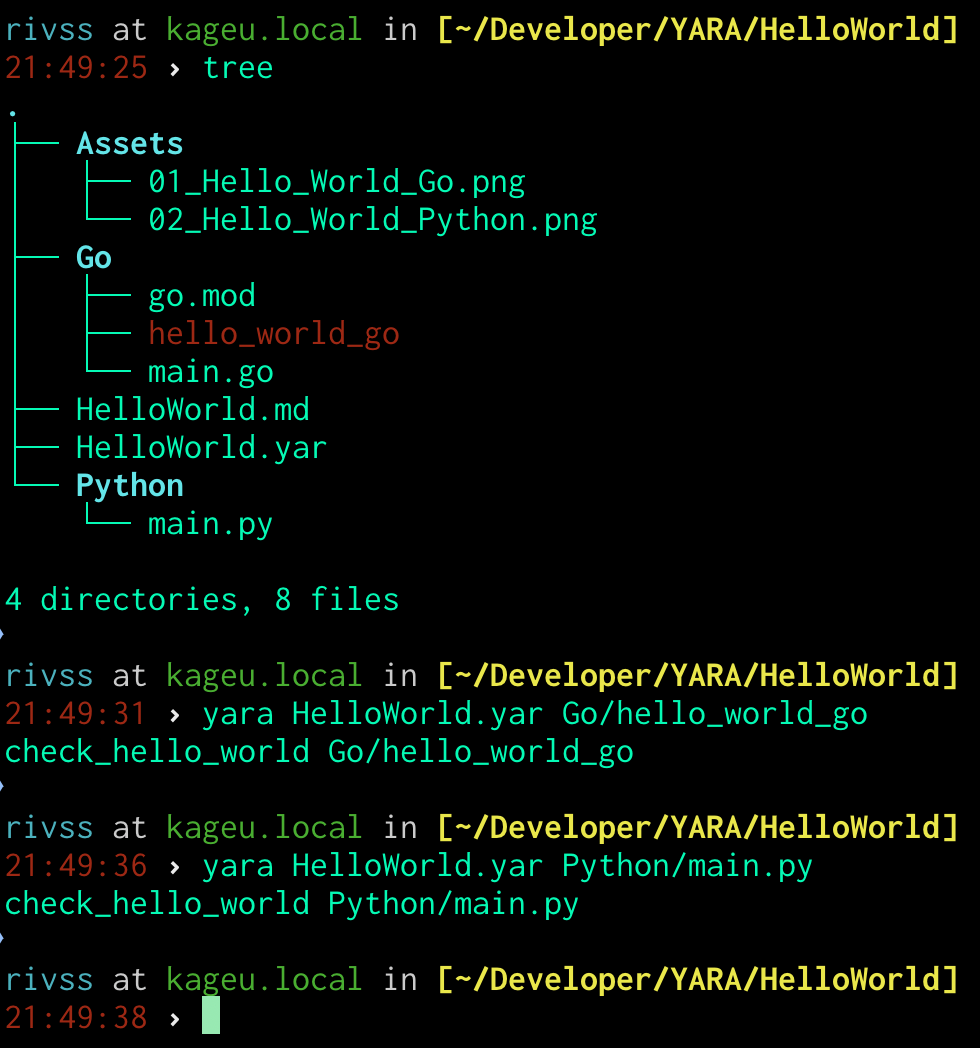 rivss at kageu.local in [~/Developer/YARA/HelloWorld]
21:49:25 › tree
.
├── Assets
│   ├── 01_Hello_World_Go.png
│   └── 02_Hello_World_Python.png
├── Go
│   ├── go.mod
│   ├── hello_world_go
│   └── main.go
├── HelloWorld.md
├── HelloWorld.yar
└── Python
    └── main.py

4 directories, 8 files
rivss at kageu.local in [~/Developer/YARA/HelloWorld]
21:49:31 › yara HelloWorld.yar Go/hello_world_go
check_hello_world Go/hello_world_go
rivss at kageu.local in [~/Developer/YARA/HelloWorld]
21:49:36 › yara HelloWorld.yar Python/main.py
check_hello_world Python/main.py
rivss at kageu.local in [~/Developer/YARA/HelloWorld]
21:49:38 ›